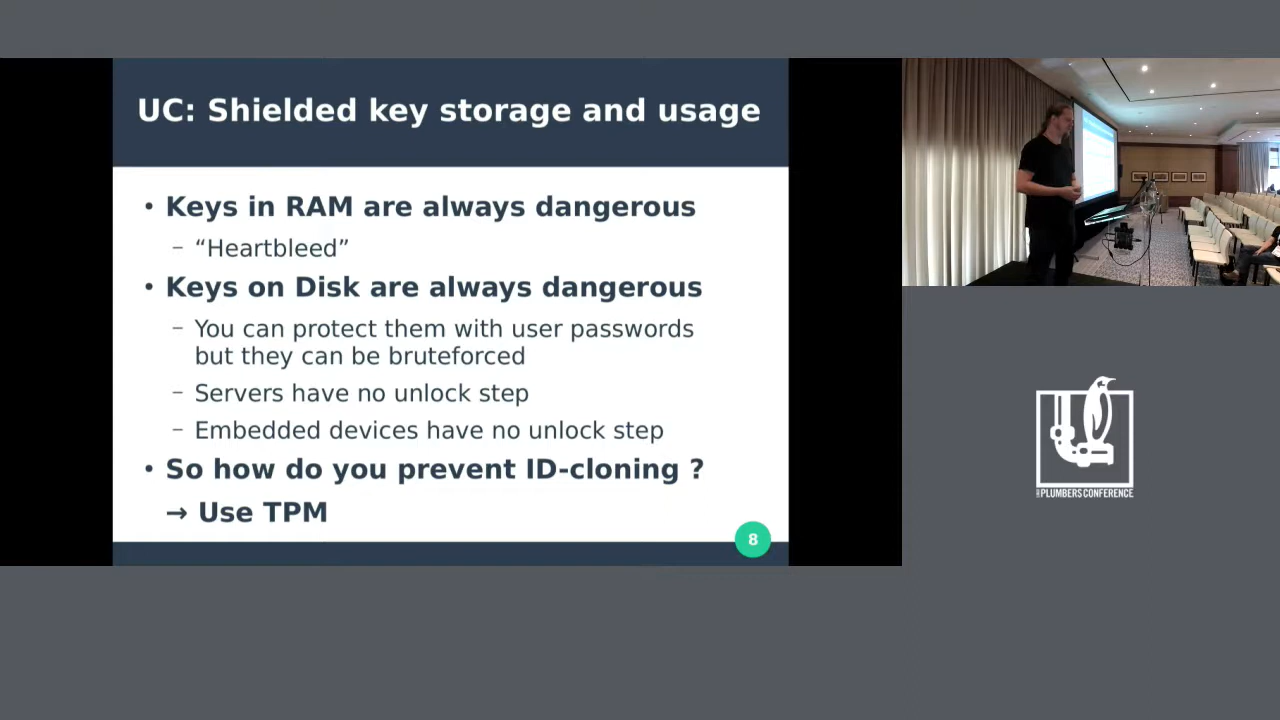 UC: Shielded key storage and usage
• Keys in RAM are always dangerous
– “Heartbleed”
• Keys on Disk are always dangerous
– You can protect them with user passwords
but they can be bruteforced
– Servers have no unlock step
– Embedded devices have no unlock step
• So how do you prevent ID-cloning ?
→ Use TPM
8
PLUMBERS CONFERENCE